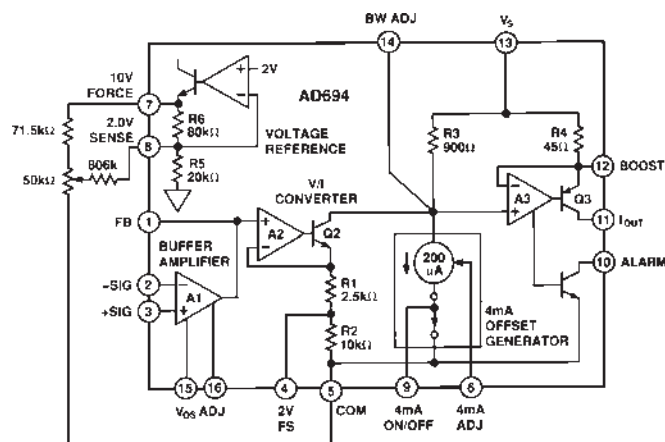 BW ADJ
14
VS
13
10V
FORCE
7
2V
AD694
2.0V
SENSE
8
R6
80kΩ
VOLTAGE
REFERENCE
R5
20kΩ
71.5kΩ
806k
50kΩ
R3
900Ω
R4
45Ω
12
BOOST
V/I
CONVERTER
FB
1
A2
Q2
A3
Q3
11
IOUT
BUFFER
AMPLIFIER
200
µA
10
ALARM
–SIG
2
A1
+SIG
3
R1
2.5kΩ
R2
10kΩ
4mA
OFFSET
GENERATOR
15
16
4
5
9
6
VOS ADJ
2V
FS
COM
4mA
ON/OFF
4mA
ADJ